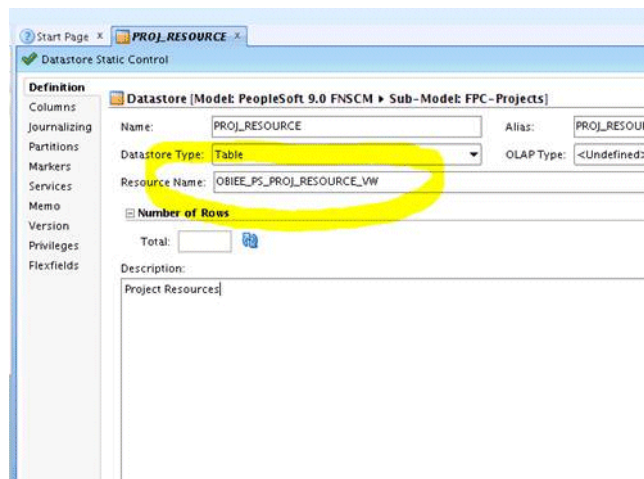 Start Page × PROJ_RESOURCE ×
Datastore Static Control
Definition
Columns
Journalizing
Partitions
Markers
Services
Memo
Version
Privileges
Flexfields
Datastore [Model: PeopleSoft 9.0 FNSCM ▸ Sub-Model: FPC-Projects]
Name: PROJ_RESOURCE Alias: PROJ_RESOU
Datastore Type: Table OLAP Type: <Undefined>
Resource Name: OBIEE_PS_PROJ_RESOURCE_VW
Number of Rows
Total:
Description:
Project Resources